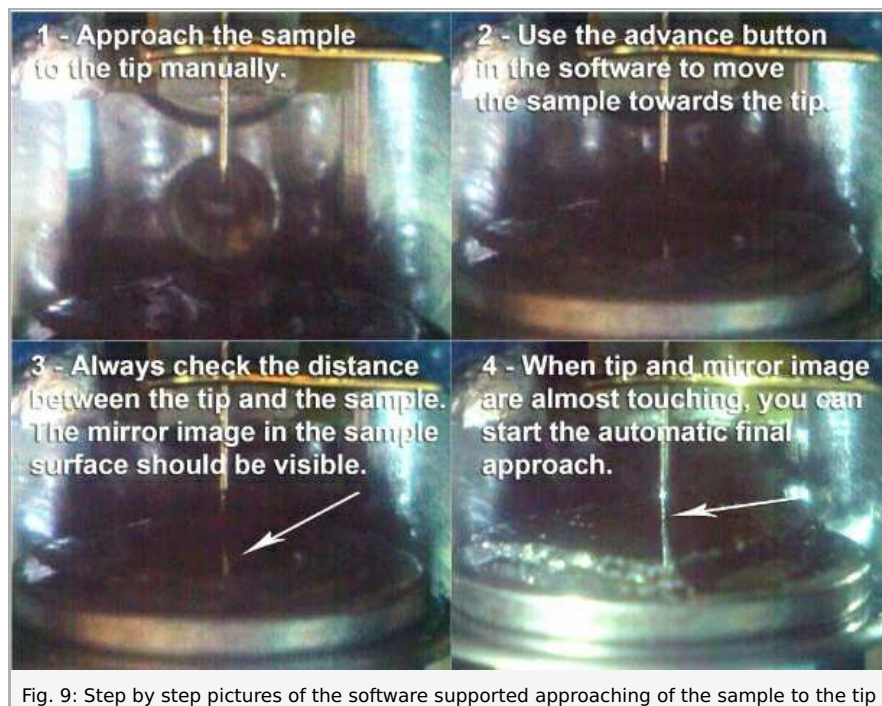 1 - Approach the sample
to the tip manually.
2 - Use the advance button
in the software to move
the sample towards the tip.
3 - Always check the distance
between the tip and the sample.
The mirror image in the sample
surface should be visible.
4 - When tip and mirror image
are almost touching, you can
start the automatic final
approach.
Fig. 9: Step by step pictures of the software supported approaching of the sample to the tip